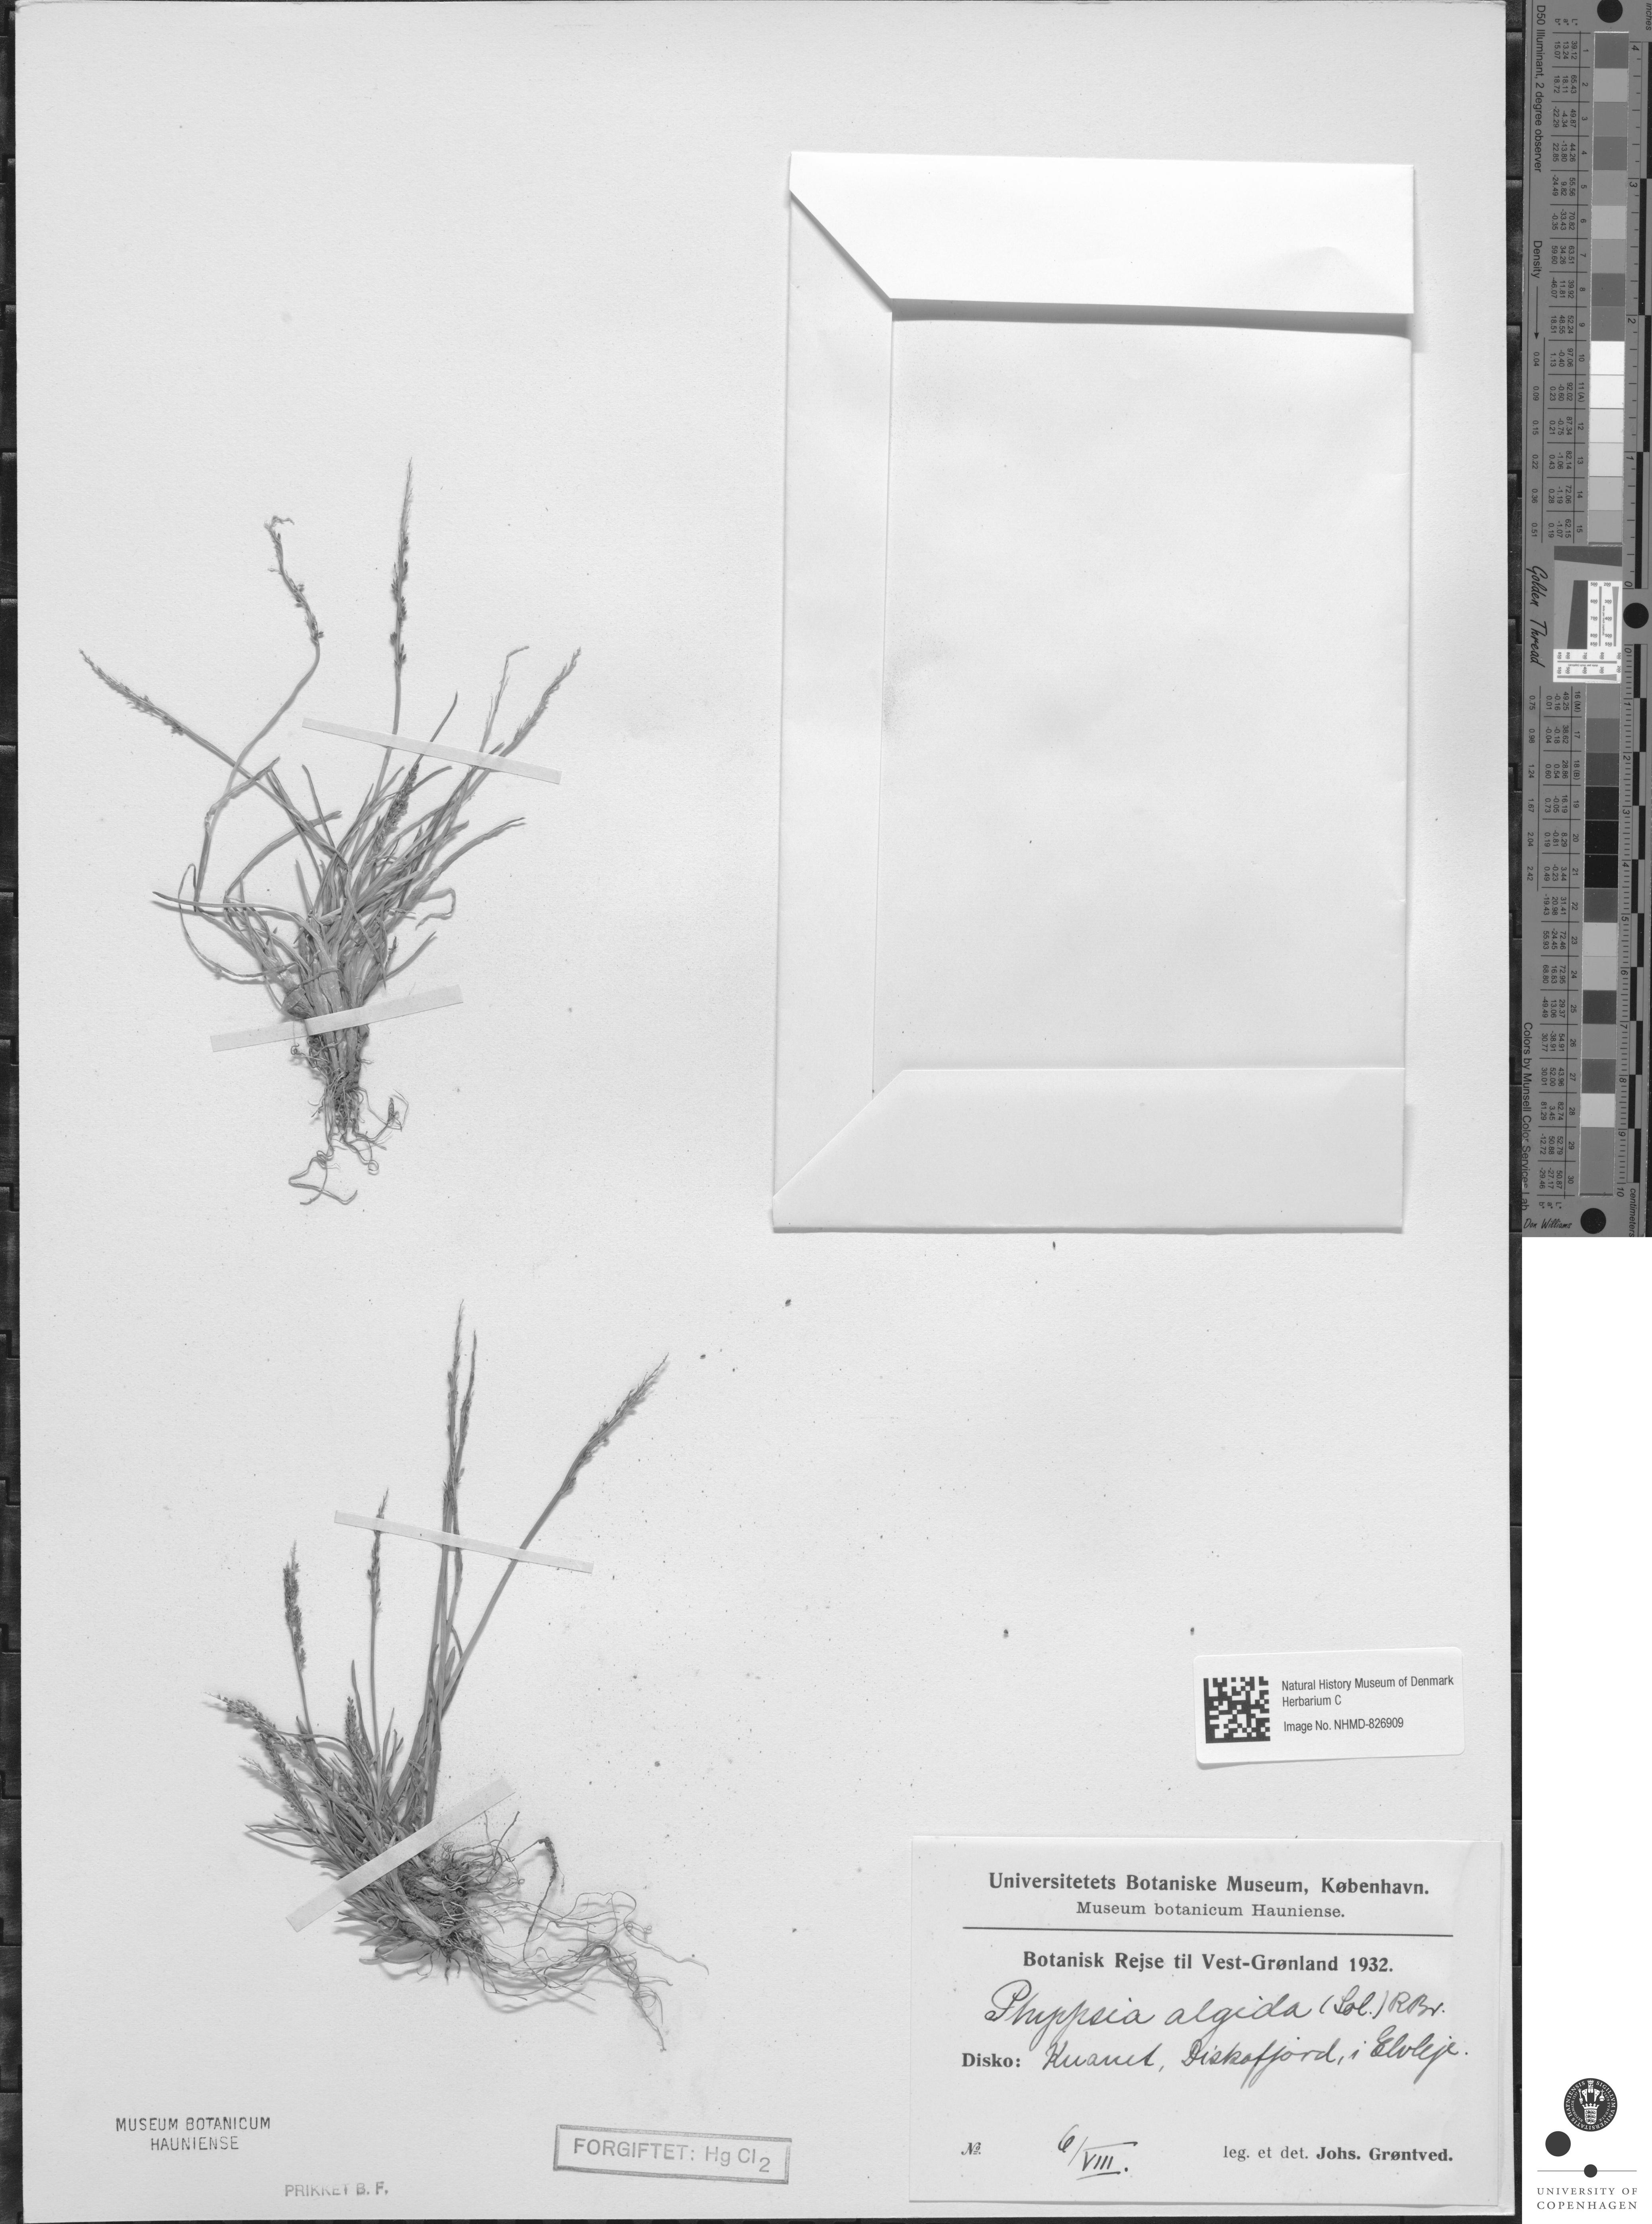 Natural History Museum of Denmark
Herbarium C
Image No. NHMD-826909
Universitetets Botaniske Museum, København.
Museum botanicum Hauniense.
Botanisk Rejse til Vest-Grønland 1932.
Phippsia algida (Sol.) R.Br.
Disko: Kuanit, Diskofjord, i Elvleje.
№
6/VIII.
leg. et det. Johs. Grøntved.
MUSEUM BOTANICUM
HAUNIENSE
FORGIFTET: HgCl2
PRIKKET B. F.
D50 Illuminant, 2 degree observer
Density
Golden Thread
Colors by Munsell Color Services Lab
Don Williams
inches
centimeters
UNIVERSITY OF
COPENHAGEN